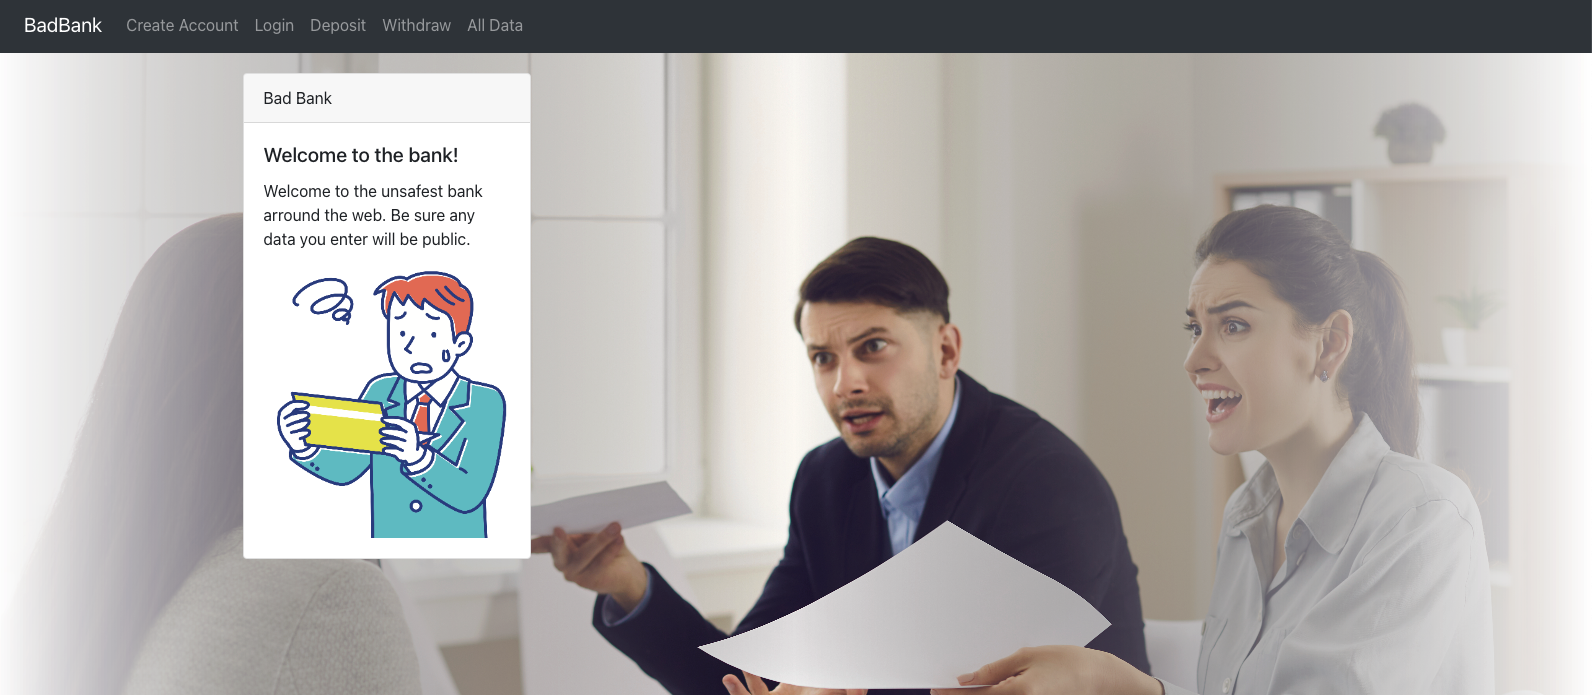 BadBank Create Account Login Deposit Withdraw All Data
Bad Bank
Welcome to the bank!
Welcome to the unsafest bank
arround the web. Be sure any
data you enter will be public.